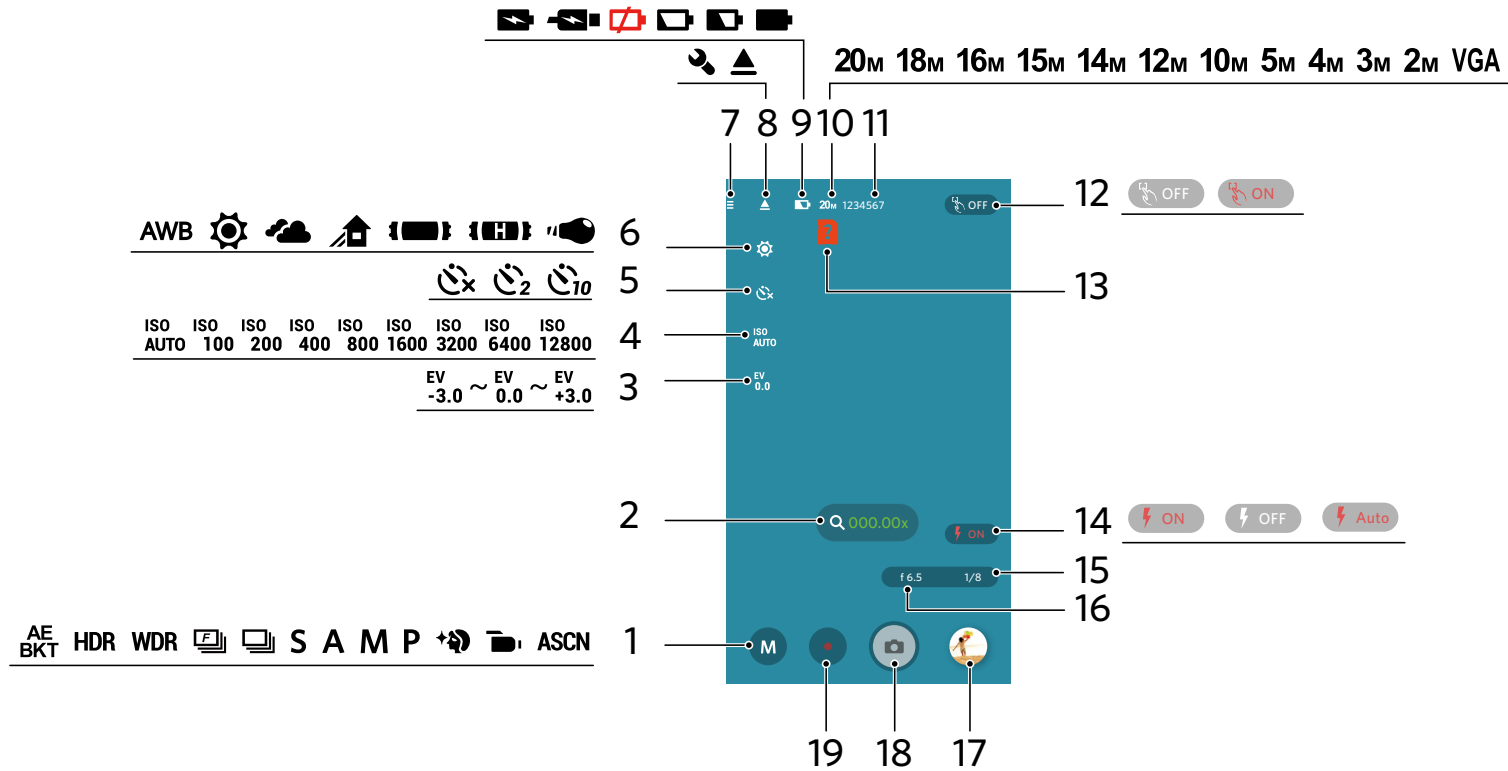 20M 18M 16M 15M 14M 12M 10M 5M 4M 3M 2M VGA
7 8 9 10 11
20M 1234567
OFF
12 OFF ON
AWB H 6
?
2 10 5
13
ISO AUTO ISO 100 ISO 200 ISO 400 ISO 800 ISO 1600 ISO 3200 ISO 6400 ISO 12800 4
ISO
AUTO
EV -3.0 ~ EV 0.0 ~ EV +3.0 3
EV
0.0
2
000.00x
ON
14 ON OFF Auto
f 6.5 1/8
15
16
AE BKT HDR WDR F S A M P ASCN 1
M
19 18 17